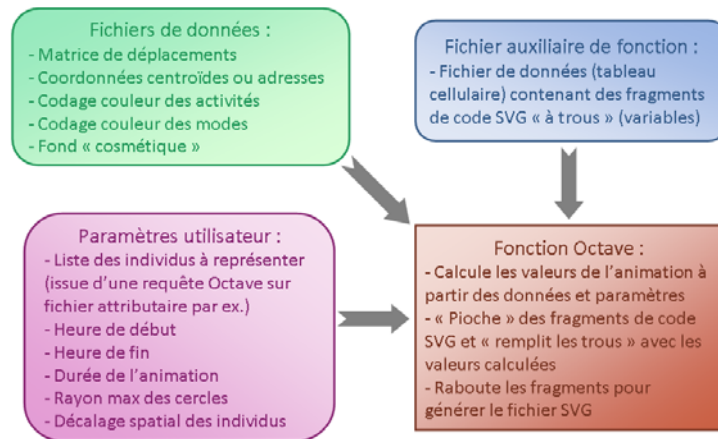 Fichiers de données :
- Matrice de déplacements
- Coordonnées centroïdes ou adresses
- Codage couleur des activités
- Codage couleur des modes
- Fond « cosmétique »
Fichier auxiliaire de fonction :
- Fichier de données (tableau
cellulaire) contenant des fragments
de code SVG « à trous » (variables)
Paramètres utilisateur :
- Liste des individus à représenter
(issue d'une requête Octave sur
fichier attributaire par ex.)
- Heure de début
- Heure de fin
- Durée de l'animation
- Rayon max des cercles
- Décalage spatial des individus
Fonction Octave :
- Calcule les valeurs de l'animation à
partir des données et paramètres
- « Pioche » des fragments de code
SVG et « remplit les trous » avec les
valeurs calculées
- Raboute les fragments pour
générer le fichier SVG